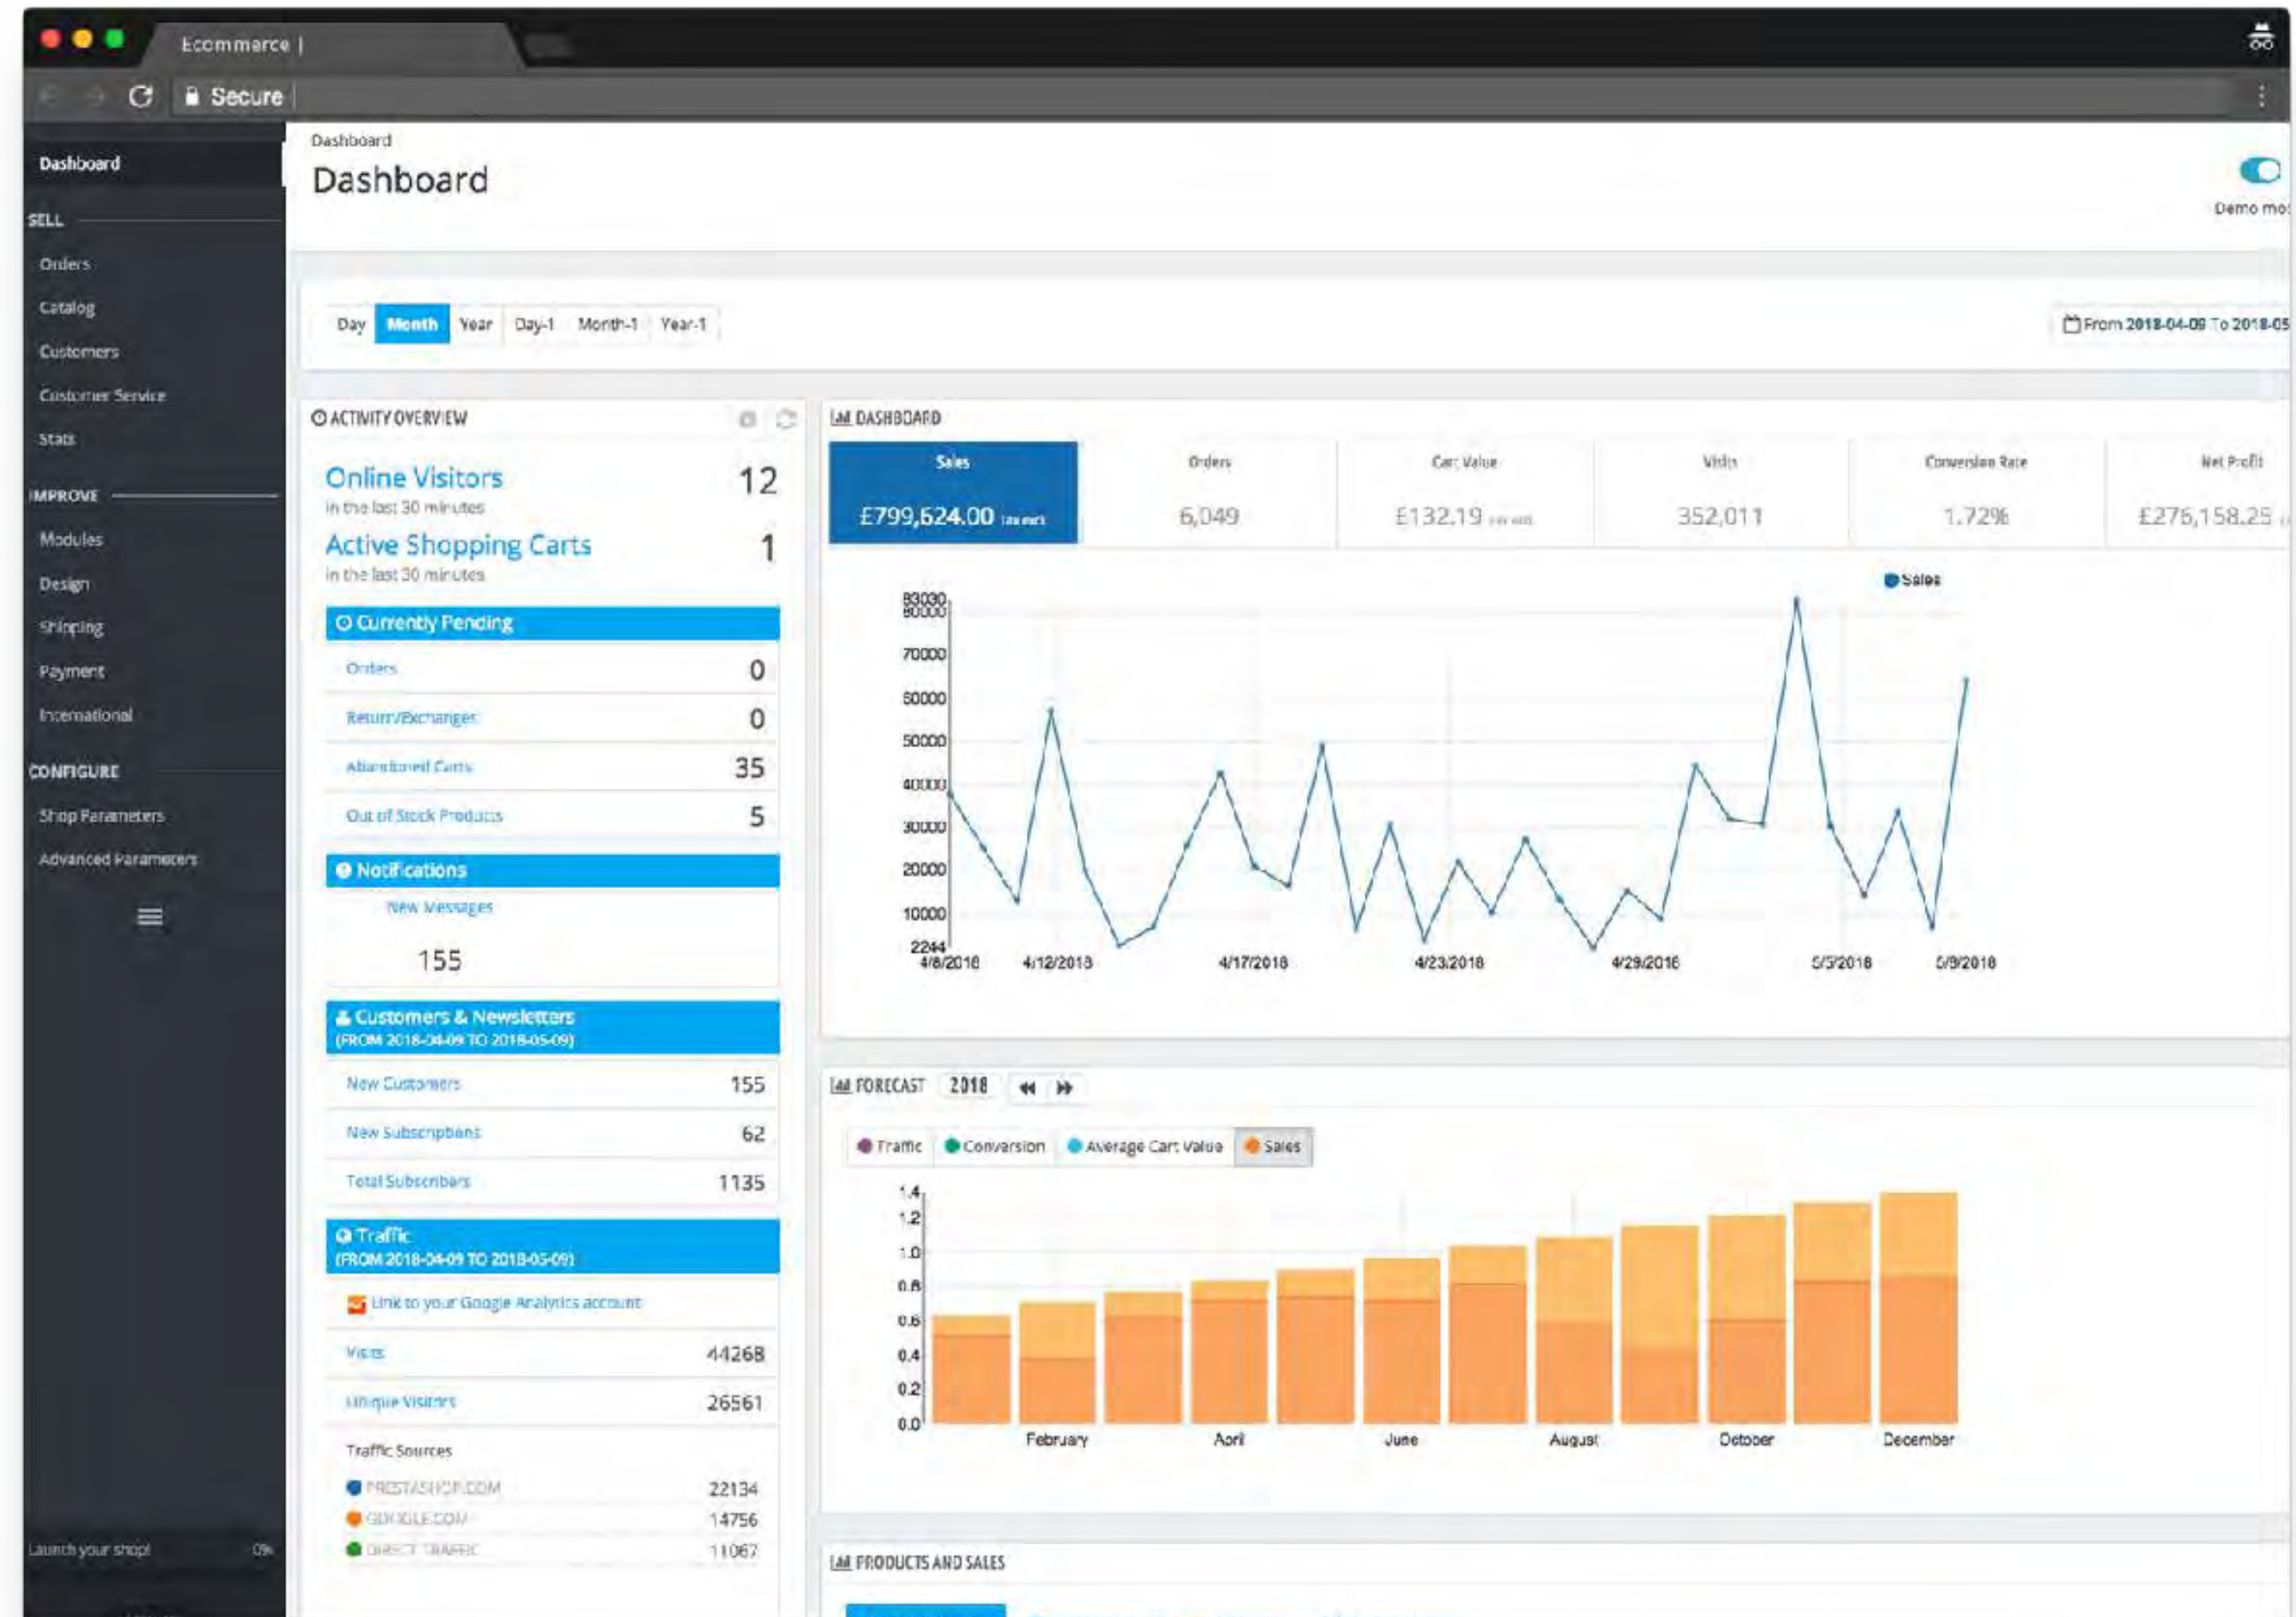 Ecommerce |
Secure
Dashboard
SELL
Orders
Catalog
Customers
Customer Service
Stats
IMPROVE
Modules
Design
Shipping
Payment
International
CONFIGURE
Shop Parameters
Advanced Parameters
Launch your shop! 0%
Dashboard
Dashboard
Demo mo
Day Month Year Day-1 Month-1 Year-1
From 2018-04-09 To 2018-05
ACTIVITY OVERVIEW
Online Visitors 12
in the last 30 minutes
Active Shopping Carts 1
in the last 30 minutes
Currently Pending
Orders 0
Return/Exchanges 0
Abandoned Carts 35
Out of Stock Products 5
Notifications
New Messages
155
Customers & Newsletters
(FROM 2018-04-09 TO 2018-05-09)
New Customers 155
New Subscriptions 62
Total Subscribers 1135
Traffic
(FROM 2018-04-09 TO 2018-05-09)
Link to your Google Analytics account
Visits 44268
Unique Visitors 26561
Traffic Sources
PRESTASHOP.COM 22134
GOOGLE.COM 14756
DIRECT TRAFFIC 11067
DASHBOARD
Sales Orders Cart Value Visits Conversion Rate Net Profit
£799,624.00 tax excl. 6,049 £132.19 tax excl. 352,011 1.72% £276,158.25
Sales
83030
80000
70000
60000
50000
40000
30000
20000
10000
2244
4/8/2018 4/12/2018 4/17/2018 4/23/2018 4/29/2018 5/5/2018 5/9/2018
FORECAST 2018
Traffic Conversion Average Cart Value Sales
1.4
1.2
1.0
0.8
0.6
0.4
0.2
0.0
February April June August October December
PRODUCTS AND SALES